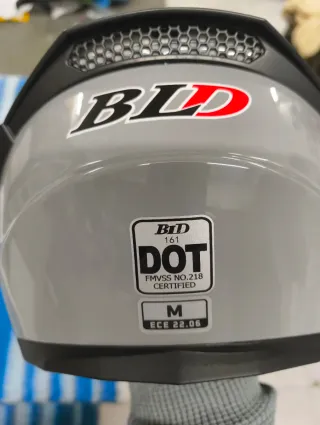 BLD
BLD
161
DOT
FMVSS NO.218
CERTIFIED
M
ECE 22.06